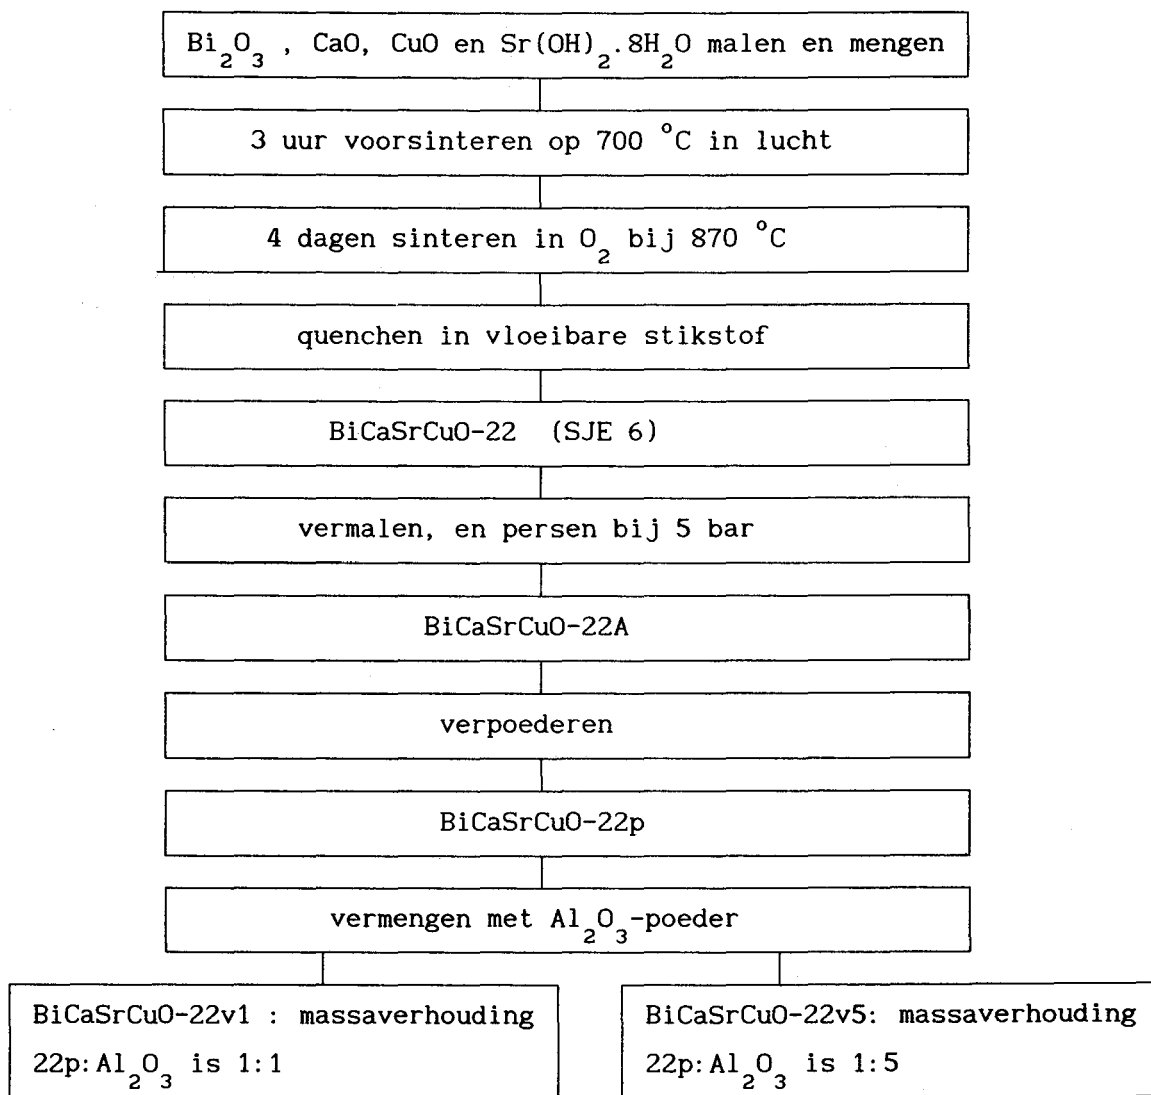 Bi₂O₃ , CaO, CuO en Sr(OH)₂.8H₂O malen en mengen
3 uur voorsinteren op 700 °C in lucht
4 dagen sinteren in O₂ bij 870 °C
quenchen in vloeibare stikstof
BiCaSrCuO-22 (SJE 6)
vermalen, en persen bij 5 bar
BiCaSrCuO-22A
verpoederen
BiCaSrCuO-22p
vermengen met Al₂O₃-poeder
BiCaSrCuO-22v1 : massaverhouding
22p:Al₂O₃ is 1:1
BiCaSrCuO-22v5: massaverhouding
22p:Al₂O₃ is 1:5